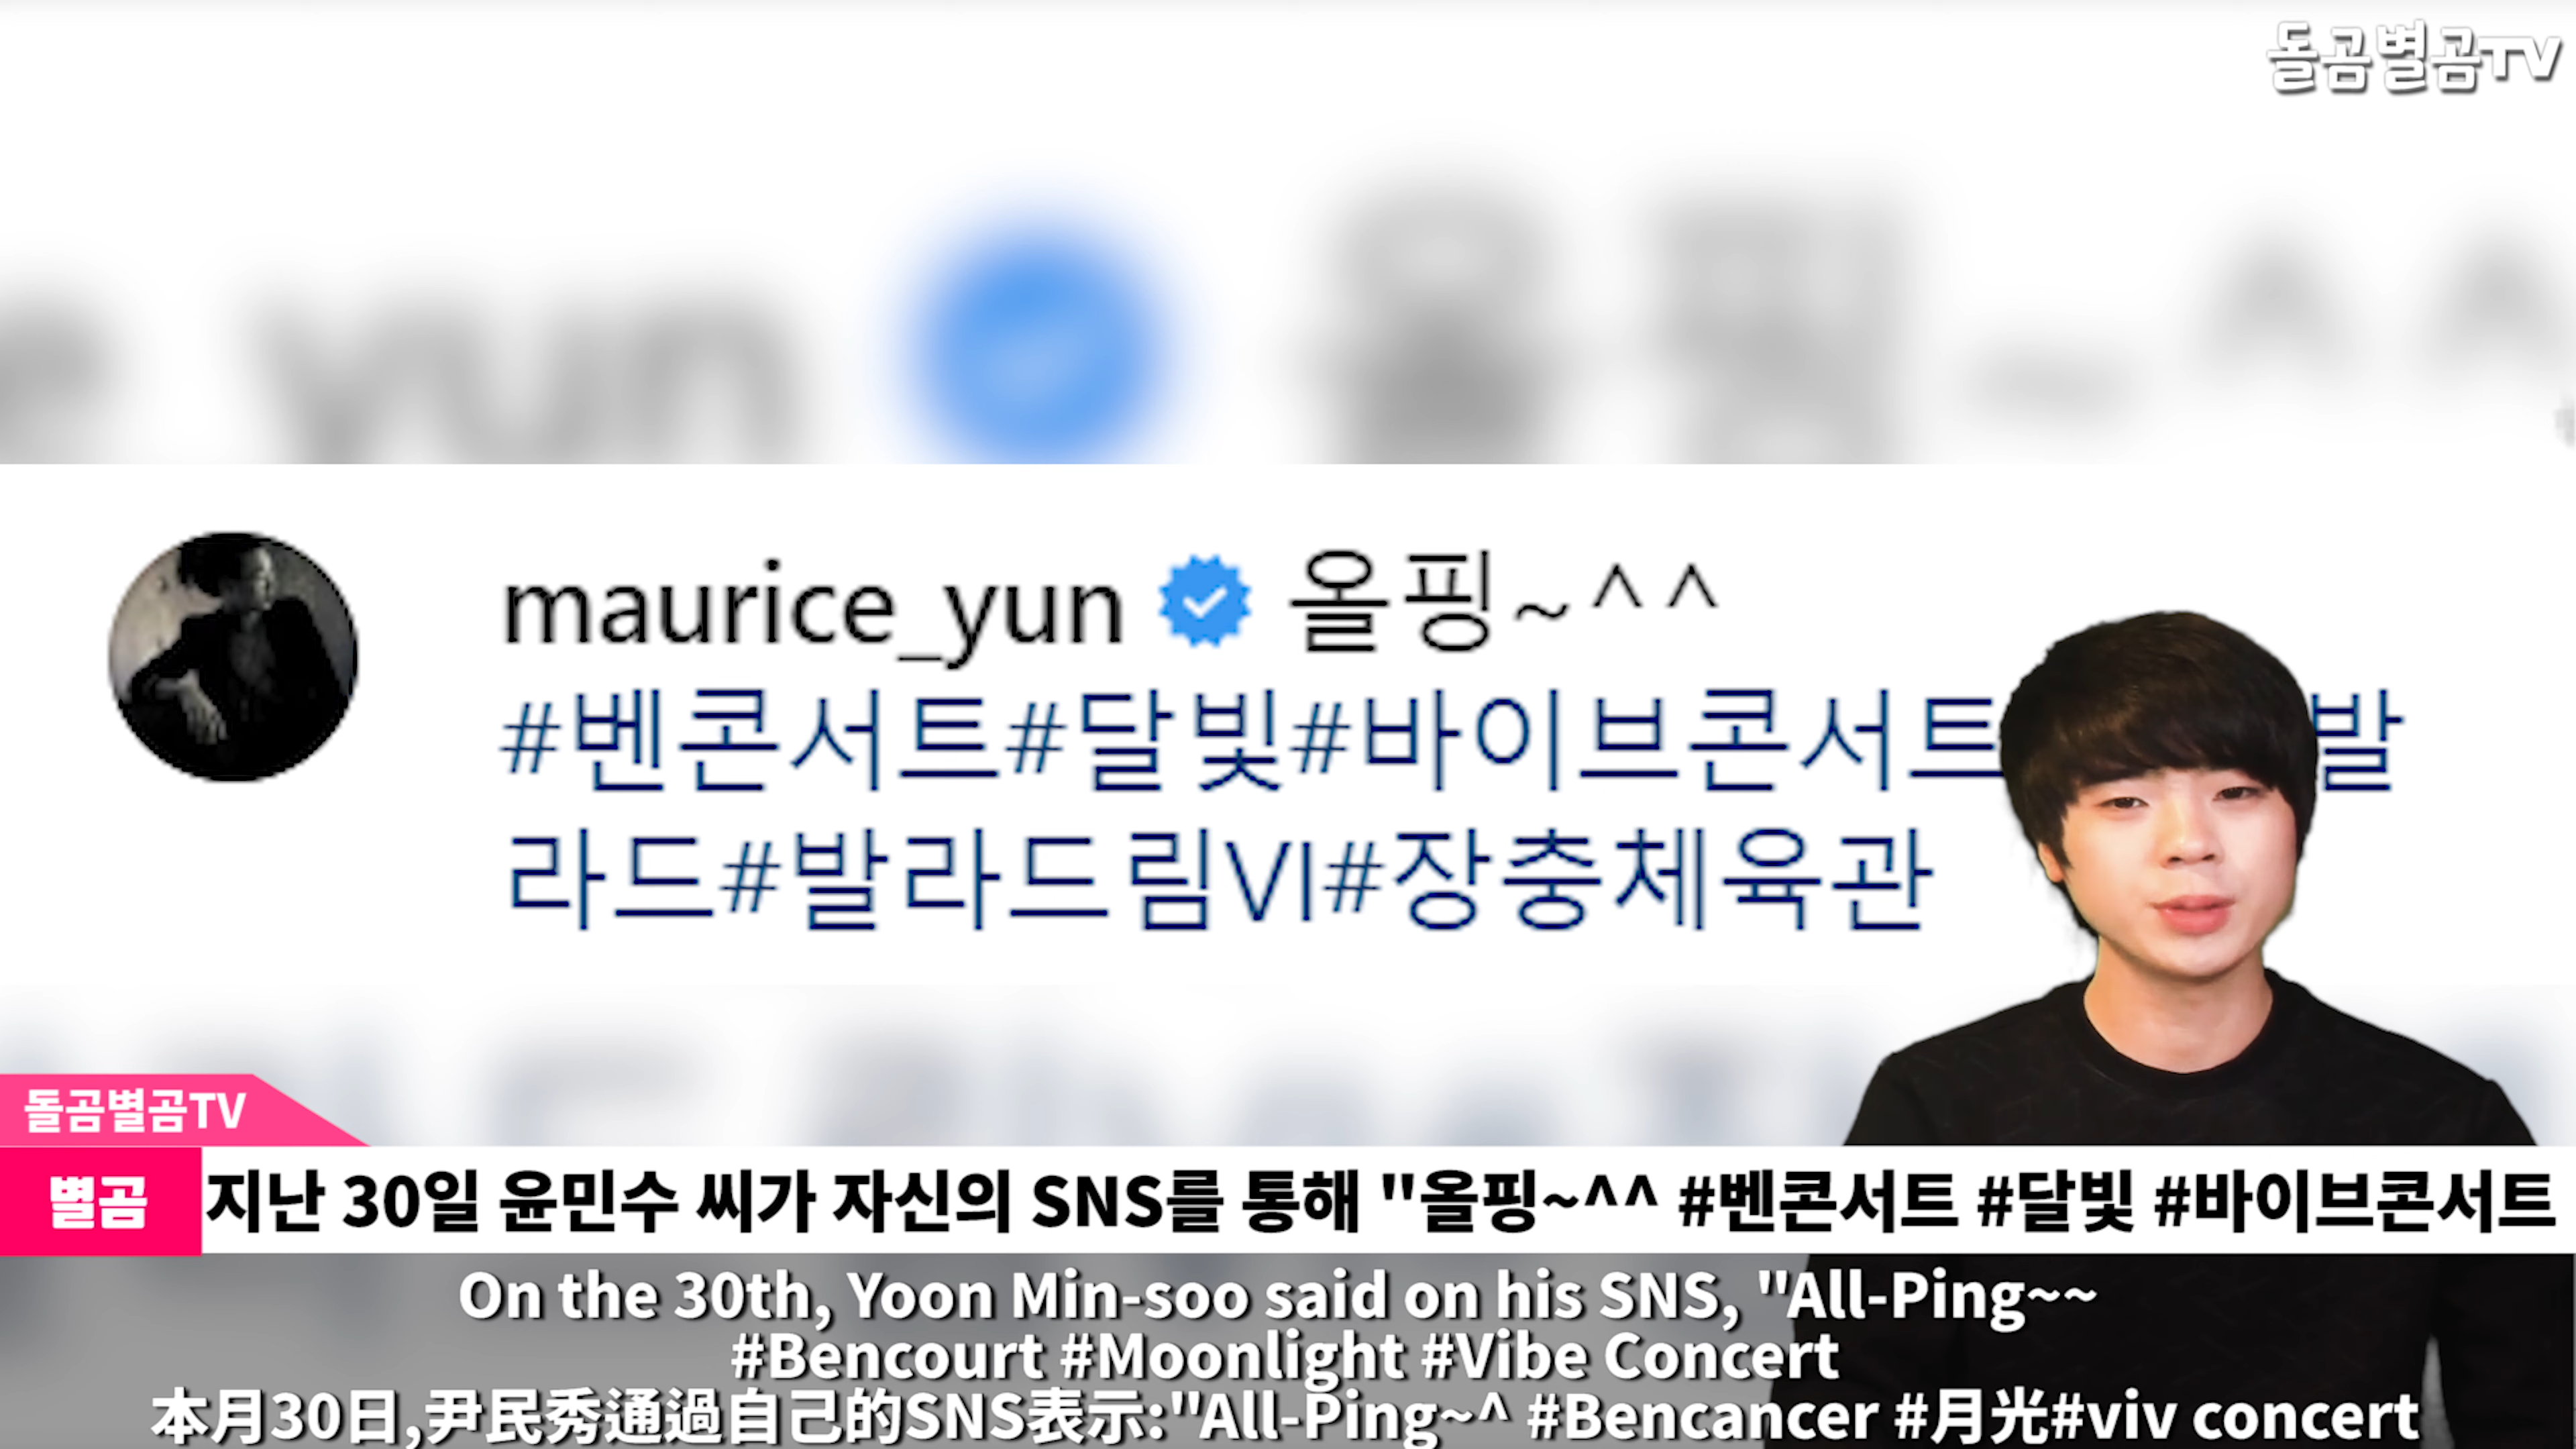 돌곰별곰TV
maurice_yun 올핑~^^
#벤콘서트#달빛#바이브콘서트 발
라드#발라드림VI#장충체육관
돌곰별곰TV
별곰 지난 30일 윤민수 씨가 자신의 SNS를 통해 "올핑~^^ #벤콘서트 #달빛 #바이브콘서트
On the 30th, Yoon Min-soo said on his SNS, "All-Ping~~
#Bencourt #Moonlight #Vibe Concert
本月30日,尹民秀通過自己的SNS表示:"All-Ping~^ #Bencancer #月光#viv concert